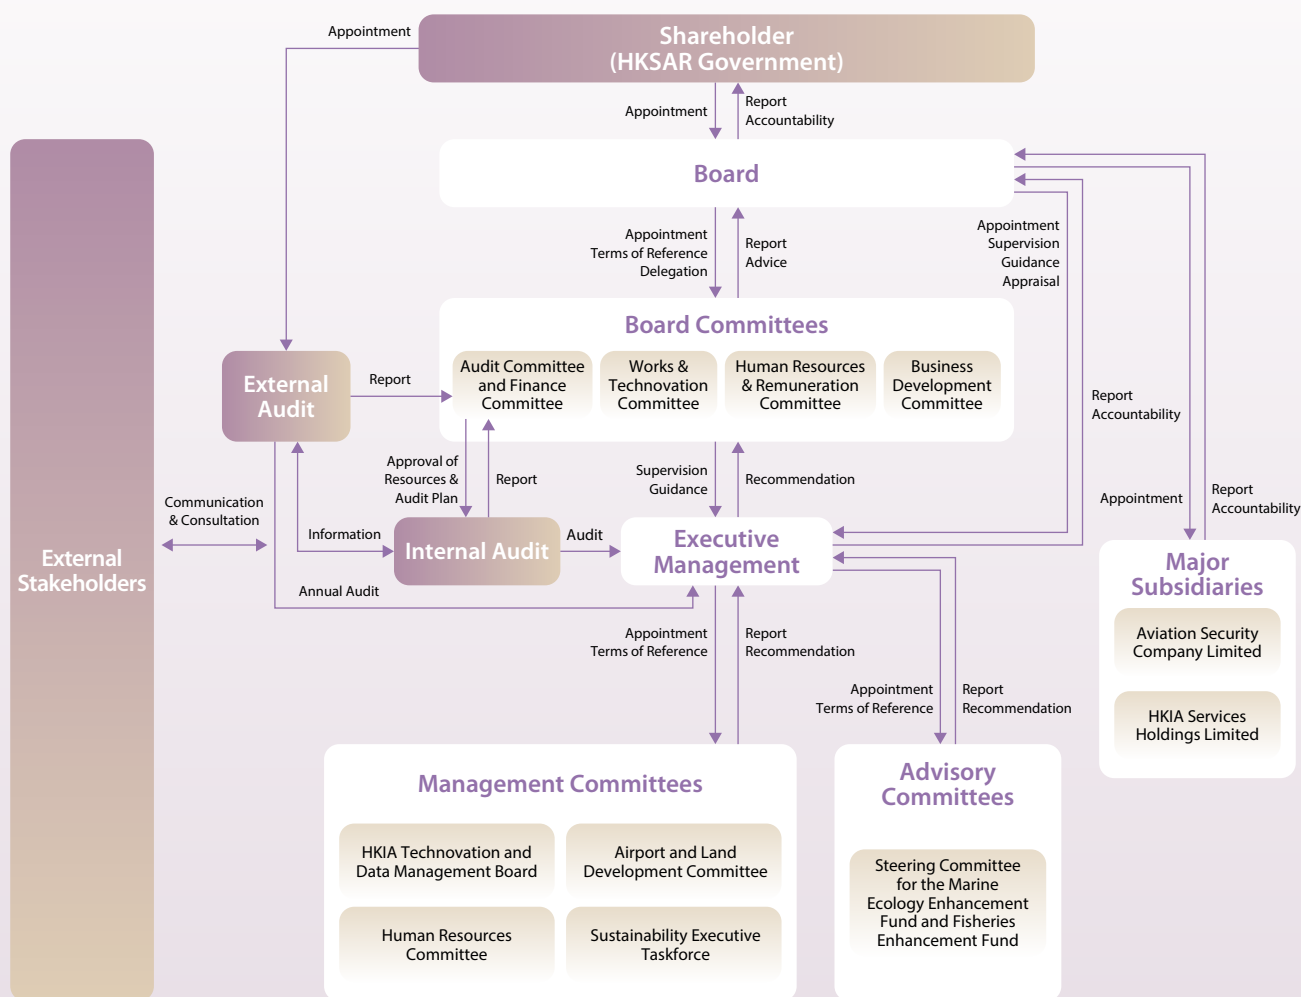 Appointment
Shareholder
(HKSAR Government)
Appointment
Report
Accountability
Board
Appointment
Terms of Reference
Delegation
Report
Advice
Appointment
Supervision
Guidance
Appraisal
Board Committees
Audit Committee
and Finance
Committee
Works &
Technovation
Committee
Human Resources
& Remuneration
Committee
Business
Development
Committee
External
Audit
Report
Report
Accountability
Approval of
Resources &
Audit Plan
Report
Supervision
Guidance
Recommendation
Appointment
Report
Accountability
Communication
& Consultation
External
Stakeholders
Information
Internal Audit
Audit
Executive
Management
Annual Audit
Major
Subsidiaries
Aviation Security
Company Limited
HKIA Services
Holdings Limited
Appointment
Terms of Reference
Report
Recommendation
Appointment
Terms of Reference
Report
Recommendation
Management Committees
HKIA Technovation and
Data Management Board
Airport and Land
Development Committee
Human Resources
Committee
Sustainability Executive
Taskforce
Advisory
Committees
Steering Committee
for the Marine
Ecology Enhancement
Fund and Fisheries
Enhancement Fund